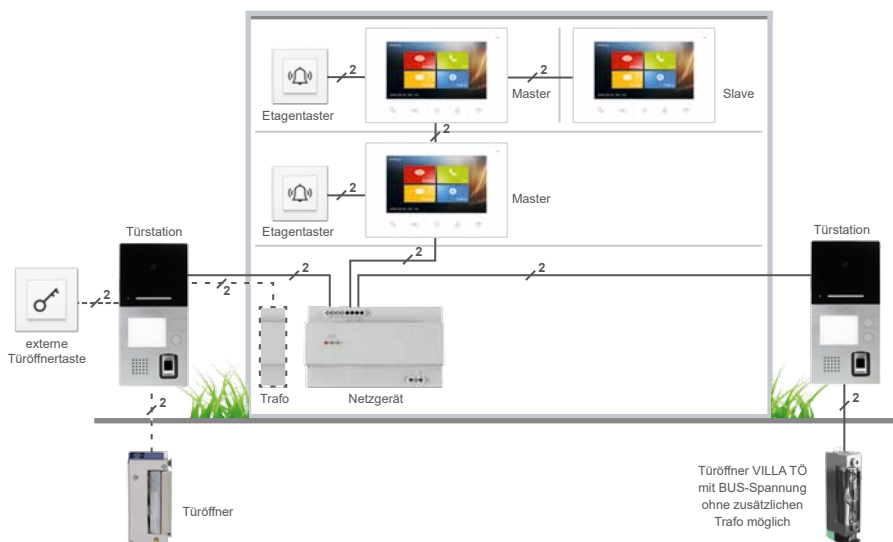 2
2
Etagentaster
Master
Slave
2
2
Etagentaster
Master
Türstation
Türstation
2
2
2
2
2
externe
Türöffnertaste
Trafo
Netzgerät
2
2
Türöffner
Türöffner VILLA TÖ
mit BUS-Spannung
ohne zusätzlichen
Trafo möglich